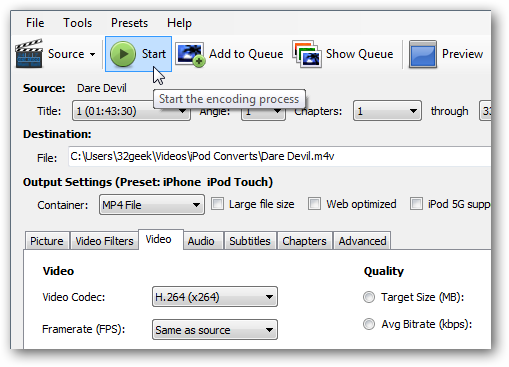 File Tools Presets Help
Source Start Add to Queue Show Queue Preview
Source: Dare Devil
Start the encoding process
Title: 1 (01:43:30) Angle: 1 Chapters: 1 through
Destination:
File: C:\Users\32geek\Videos\iPod Converts\Dare Devil.m4v
Output Settings (Preset: iPhone iPod Touch)
Container: MP4 File Large file size Web optimized iPod 5G supp
Picture Video Filters Video Audio Subtitles Chapters Advanced
Video Quality
Video Codec: H.264 (x264) Target Size (MB):
Framerate (FPS): Same as source Avg Bitrate (kbps):